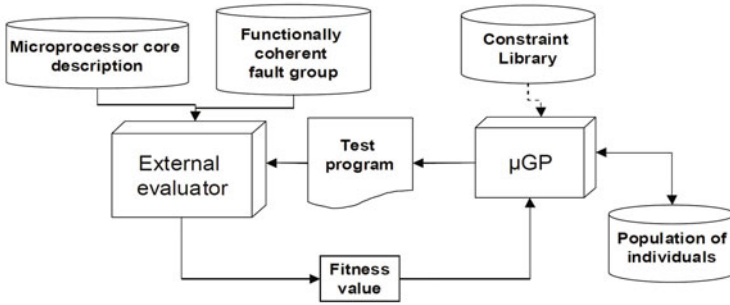 Microprocessor core
description
Functionally
coherent
fault group
Constraint
Library
External
evaluator
Test
program
µGP
Population of
individuals
Fitness
value